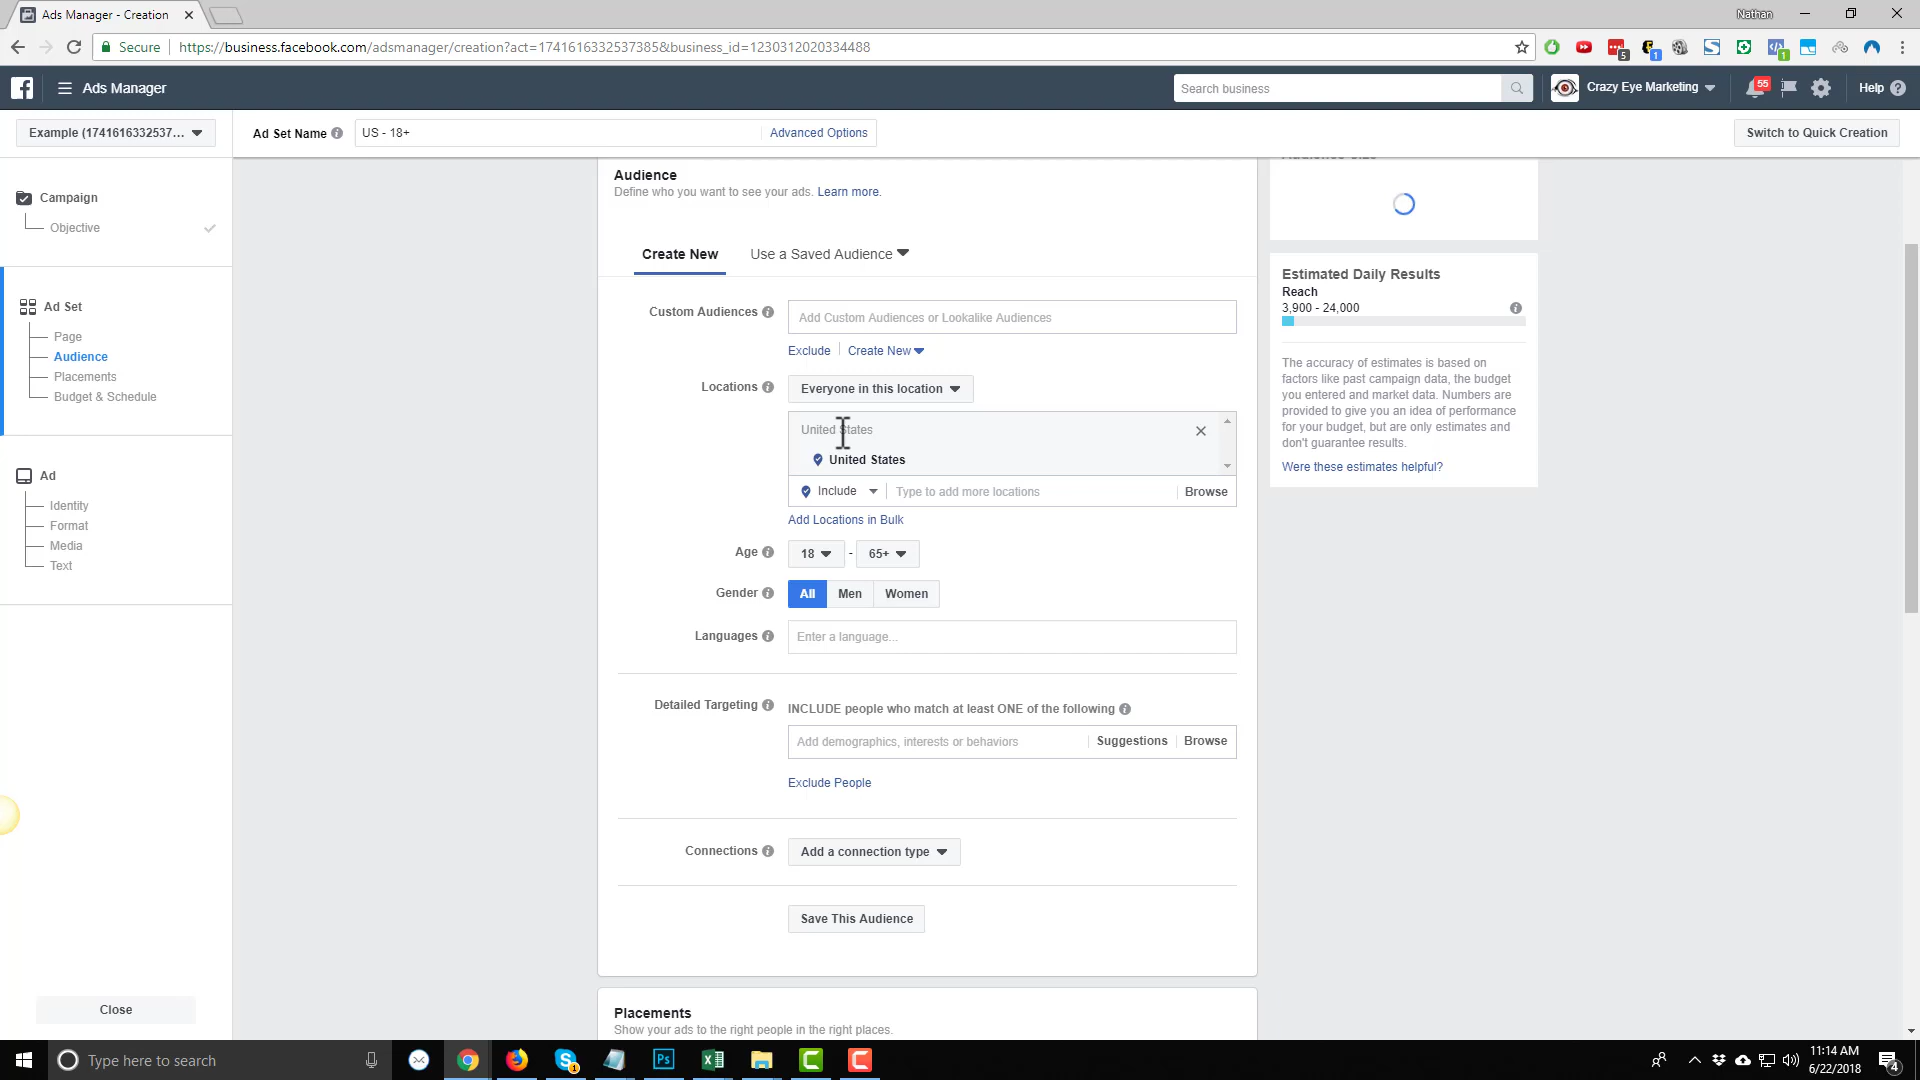 Ads Manager - Creation
Nathan
Secure
https://business.facebook.com/adsmanager/creation?act=1741616332537385&business_id=1230312020334488
5
1
1
Ads Manager
Search business
Crazy Eye Marketing
55
Help
Example (174161633253​7...
Ad Set Name
US - 18+
Advanced Options
Switch to Quick Creation
Campaign
Objective
Ad Set
Page
Audience
Placements
Budget & Schedule
Ad
Identity
Format
Media
Text
Close
Audience
Define who you want to see your ads. Learn more.
Create New
Use a Saved Audience
Custom Audiences
Add Custom Audiences or Lookalike Audiences
Exclude
Create New
Locations
Everyone in this location
United States
United States
Include
Type to add more locations
Browse
Add Locations in Bulk
Age
18
-
65+
Gender
All
Men
Women
Languages
Enter a language...
Detailed Targeting
INCLUDE people who match at least ONE of the following
Add demographics, interests or behaviors
Suggestions
Browse
Exclude People
Connections
Add a connection type
Save This Audience
Placements
Show your ads to the right people in the right places.
Audience Size
Estimated Daily Results
Reach
3,900 - 24,000
The accuracy of estimates is based on
factors like past campaign data, the budget
you entered and market data. Numbers are
provided to give you an idea of performance
for your budget, but are only estimates and
don't guarantee results.
Were these estimates helpful?
Type here to search
1
Ps
11:14 AM
6/22/2018
4